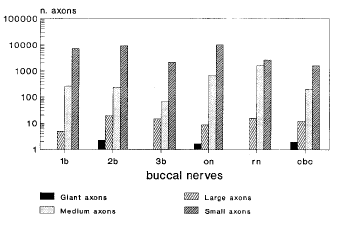 n. axons
100000
10000
1000
100
10
1
1b 2b 3b on rn cbc
buccal nerves
Giant axons Large axons
Medium axons Small axons